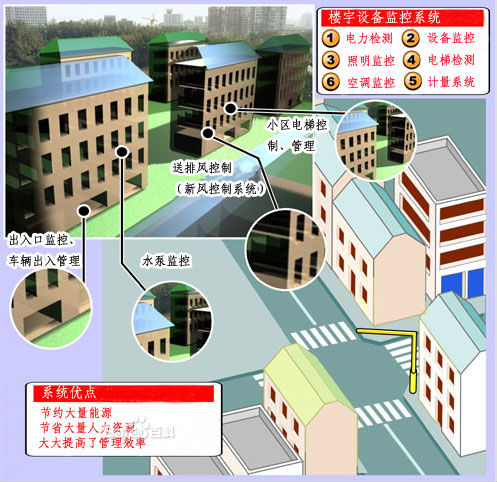 楼宇设备监控系统
1 电力检测 2 设备监控
3 照明监控 4 电梯检测
6 空调监控 5 计量系统
小区电梯控
制、管理
送排风控制
(新风控制系统)
出入口监控、
车辆出入管理
水泵监控
系统优点
节约大量能源
节省大量人力资源
大大提高了管理效率
百科